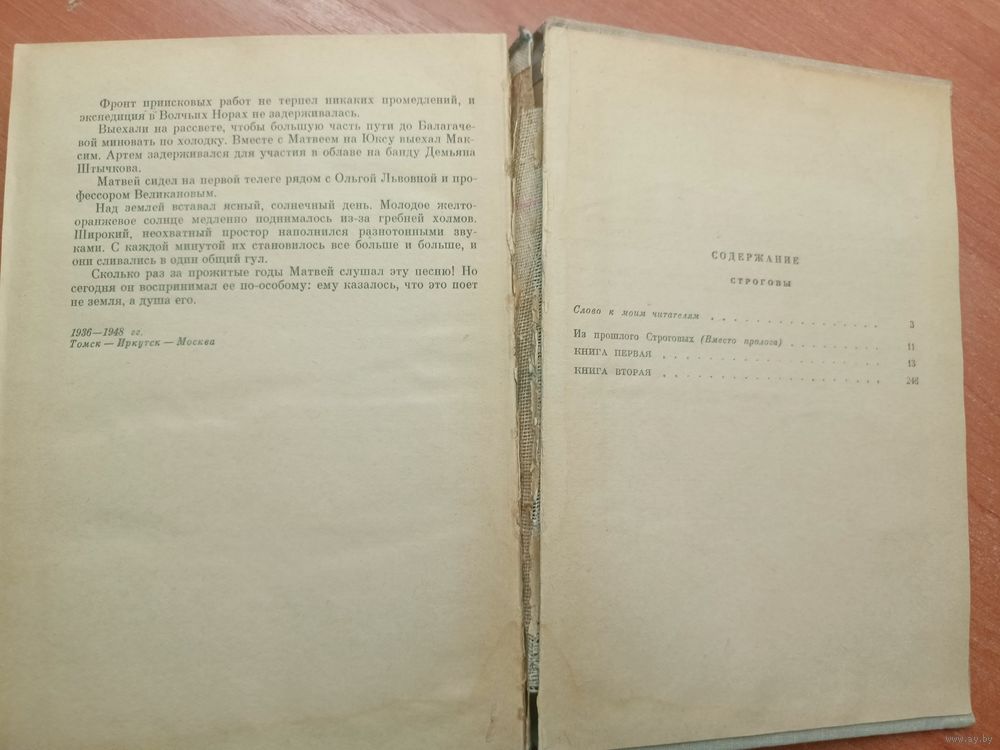 Фронт приисковых работ не терпел никаких промедлений, и
экспедиция в Волчьих Норах не задерживалась.
Выехали на рассвете, чтобы большую часть пути до Балагаче-
вой миновать по холодку. Вместе с Матвеем на Юксу выехал Мак-
сим. Артем задерживался для участия в облаве на банду Демьяна
Штычкова.
Матвей сидел на первой телеге рядом с Ольгой Львовной и про-
фессором Великановым.
Над землей вставал ясный, солнечный день. Молодое желто-
оранжевое солнце медленно поднималось из-за гребней холмов.
Широкий, неохватный простор наполнился разнотонными зву-
ками. С каждой минутой их становилось все больше и больше, и
они сливались в один общий гул.
Сколько раз за прожитые годы Матвей слушал эту песню! Но
сегодня он воспринимал ее по-особому: ему казалось, что это поет
не земля, а душа его.
1936—1948 гг.
Томск — Иркутск — Москва
СОДЕРЖАНИЕ
СТРОГОВЫ
Слово к моим читателям . . . . . . . . . . . . . 3
Из прошлого Строговых (Вместо пролога) . . . . . . . . . 11
КНИГА ПЕРВАЯ . . . . . . . . . . . . . . . . 13
КНИГА ВТОРАЯ . . . . . . . . . . . . . . . . 246
www.ay.by